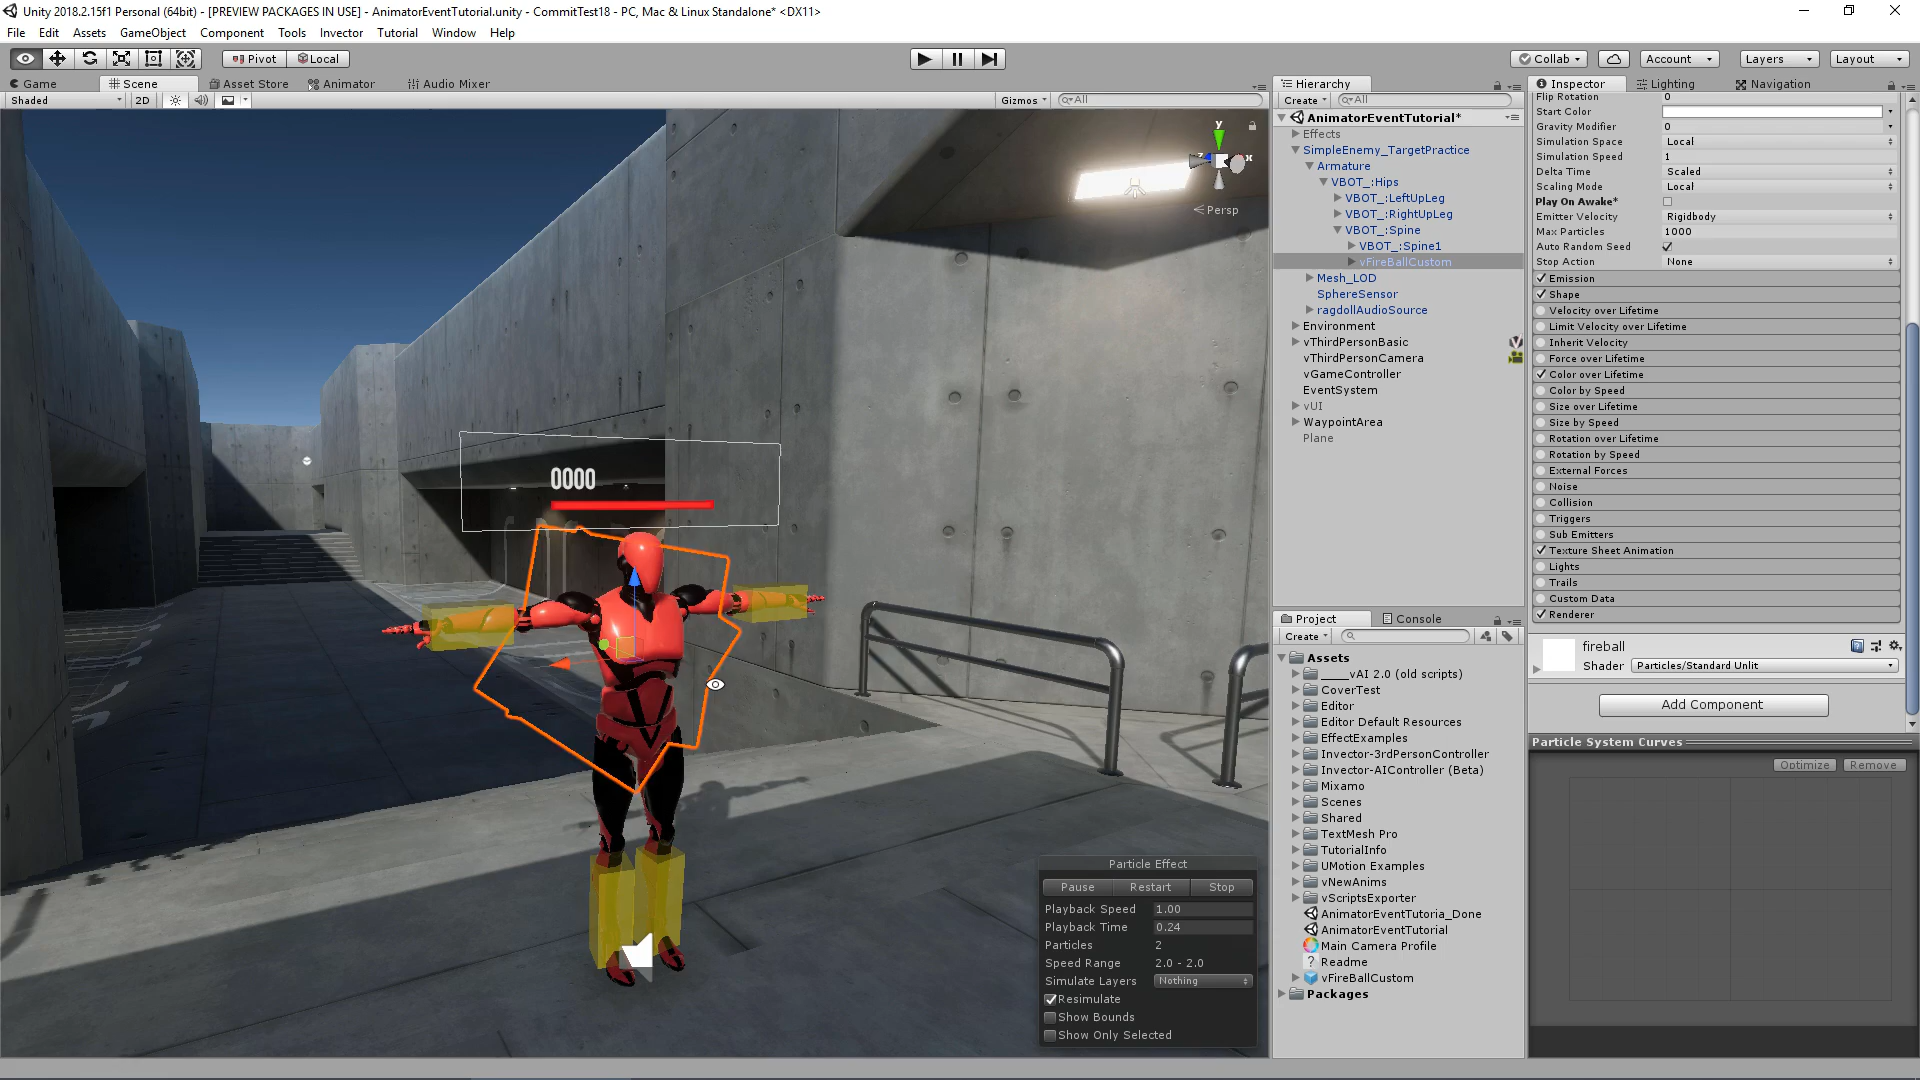 Unity 2018.2.15f1 Personal (64bit) - [PREVIEW PACKAGES IN USE] - AnimatorEventTutorial.unity - CommitTest18 - PC, Mac & Linux Standalone* <DX11>
File Edit Assets GameObject Component Tools Invector Tutorial Window Help
Pivot Local Collab Account Layers Layout
Game Scene Asset Store Animator Audio Mixer
Shaded 2D Gizmos All
y
x
z
Persp
0000
Particle Effect
Pause Restart Stop
Playback Speed 1.00
Playback Time 0.24
Particles 2
Speed Range 2.0 - 2.0
Simulate Layers Nothing
Resimulate
Show Bounds
Show Only Selected
Hierarchy
Create All
AnimatorEventTutorial*
Effects
SimpleEnemy_TargetPractice
Armature
VBOT_:Hips
VBOT_:LeftUpLeg
VBOT_:RightUpLeg
VBOT_:Spine
VBOT_:Spine1
vFireBallCustom
Mesh_LOD
SphereSensor
ragdollAudioSource
Environment
vThirdPersonBasic
vThirdPersonCamera
vGameController
EventSystem
vUI
WaypointArea
Plane
Project Console
Create
Assets
____vAI 2.0 (old scripts)
CoverTest
Editor
Editor Default Resources
EffectExamples
Invector-3rdPersonController
Invector-AIController (Beta)
Mixamo
Scenes
Shared
TextMesh Pro
TutorialInfo
UMotion Examples
vNewAnims
vScriptsExporter
AnimatorEventTutoria_Done
AnimatorEventTutorial
Main Camera Profile
Readme
vFireBallCustom
Packages
Inspector Lighting Navigation
Flip Rotation 0
Start Color
Gravity Modifier 0
Simulation Space Local
Simulation Speed 1
Delta Time Scaled
Scaling Mode Local
Play On Awake*
Emitter Velocity Rigidbody
Max Particles 1000
Auto Random Seed
Stop Action None
Emission
Shape
Velocity over Lifetime
Limit Velocity over Lifetime
Inherit Velocity
Force over Lifetime
Color over Lifetime
Color by Speed
Size over Lifetime
Size by Speed
Rotation over Lifetime
Rotation by Speed
External Forces
Noise
Collision
Triggers
Sub Emitters
Texture Sheet Animation
Lights
Trails
Custom Data
Renderer
fireball
Shader Particles/Standard Unlit
Add Component
Particle System Curves
Optimize Remove